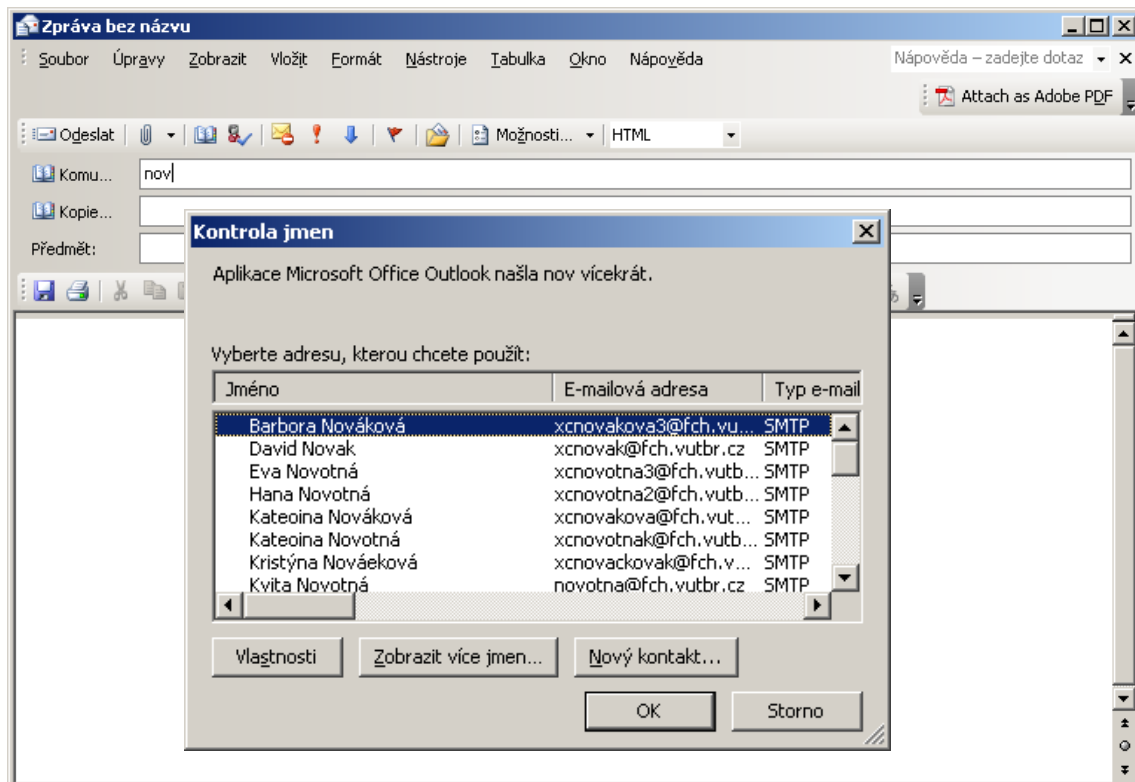 Zpráva bez názvu
Soubor Úpravy Zobrazit Vložit Formát Nástroje Tabulka Okno Nápověda Nápověda – zadejte dotaz
Attach as Adobe PDF
Odeslat Možnosti... HTML
Komu... nov
Kopie...
Předmět:
Kontrola jmen
Aplikace Microsoft Office Outlook našla nov vícekrát.
Vyberte adresu, kterou chcete použít:
Jméno E-mailová adresa Typ e-mail
Barbora Nováková xcnovakova3@fch.vu... SMTP
David Novak xcnovak@fch.vutbr.cz SMTP
Eva Novotná xcnovotna3@fch.vutb... SMTP
Hana Novotná xcnovotna2@fch.vutb... SMTP
Kateoina Nováková xcnovakova@fch.vut... SMTP
Kateoina Novotná xcnovotnak@fch.vutb... SMTP
Kristýna Nováeková xcnovackovak@fch.v... SMTP
Kvita Novotná novotna@fch.vutbr.cz SMTP
Vlastnosti Zobrazit více jmen... Nový kontakt...
OK Storno